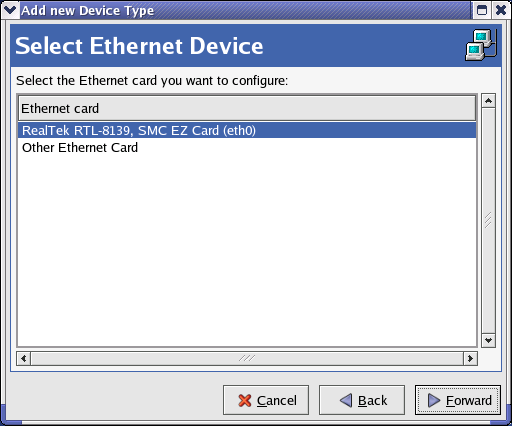 Add new Device Type
Select Ethernet Device
Select the Ethernet card you want to configure:
Ethernet card
RealTek RTL-8139, SMC EZ Card (eth0)
Other Ethernet Card
Cancel
Back
Forward